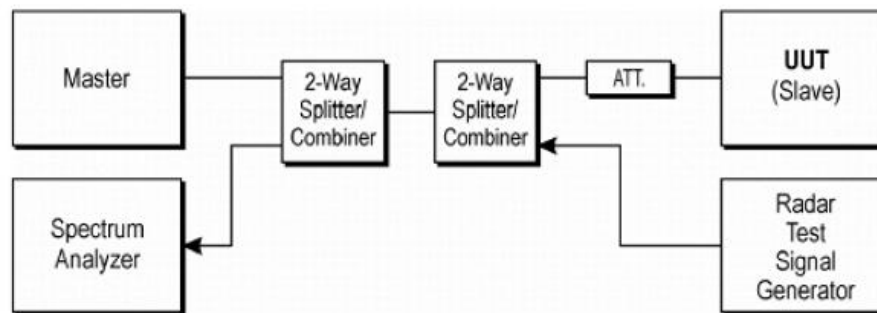 Master
2-Way
Splitter/
Combiner
2-Way
Splitter/
Combiner
ATT.
UUT
(Slave)
Spectrum
Analyzer
Radar
Test
Signal
Generator